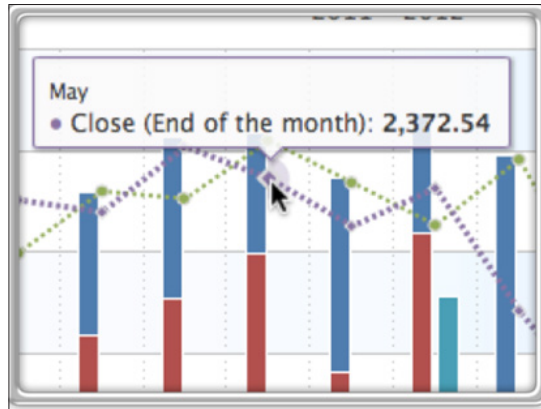 May
• Close (End of the month): 2,372.54